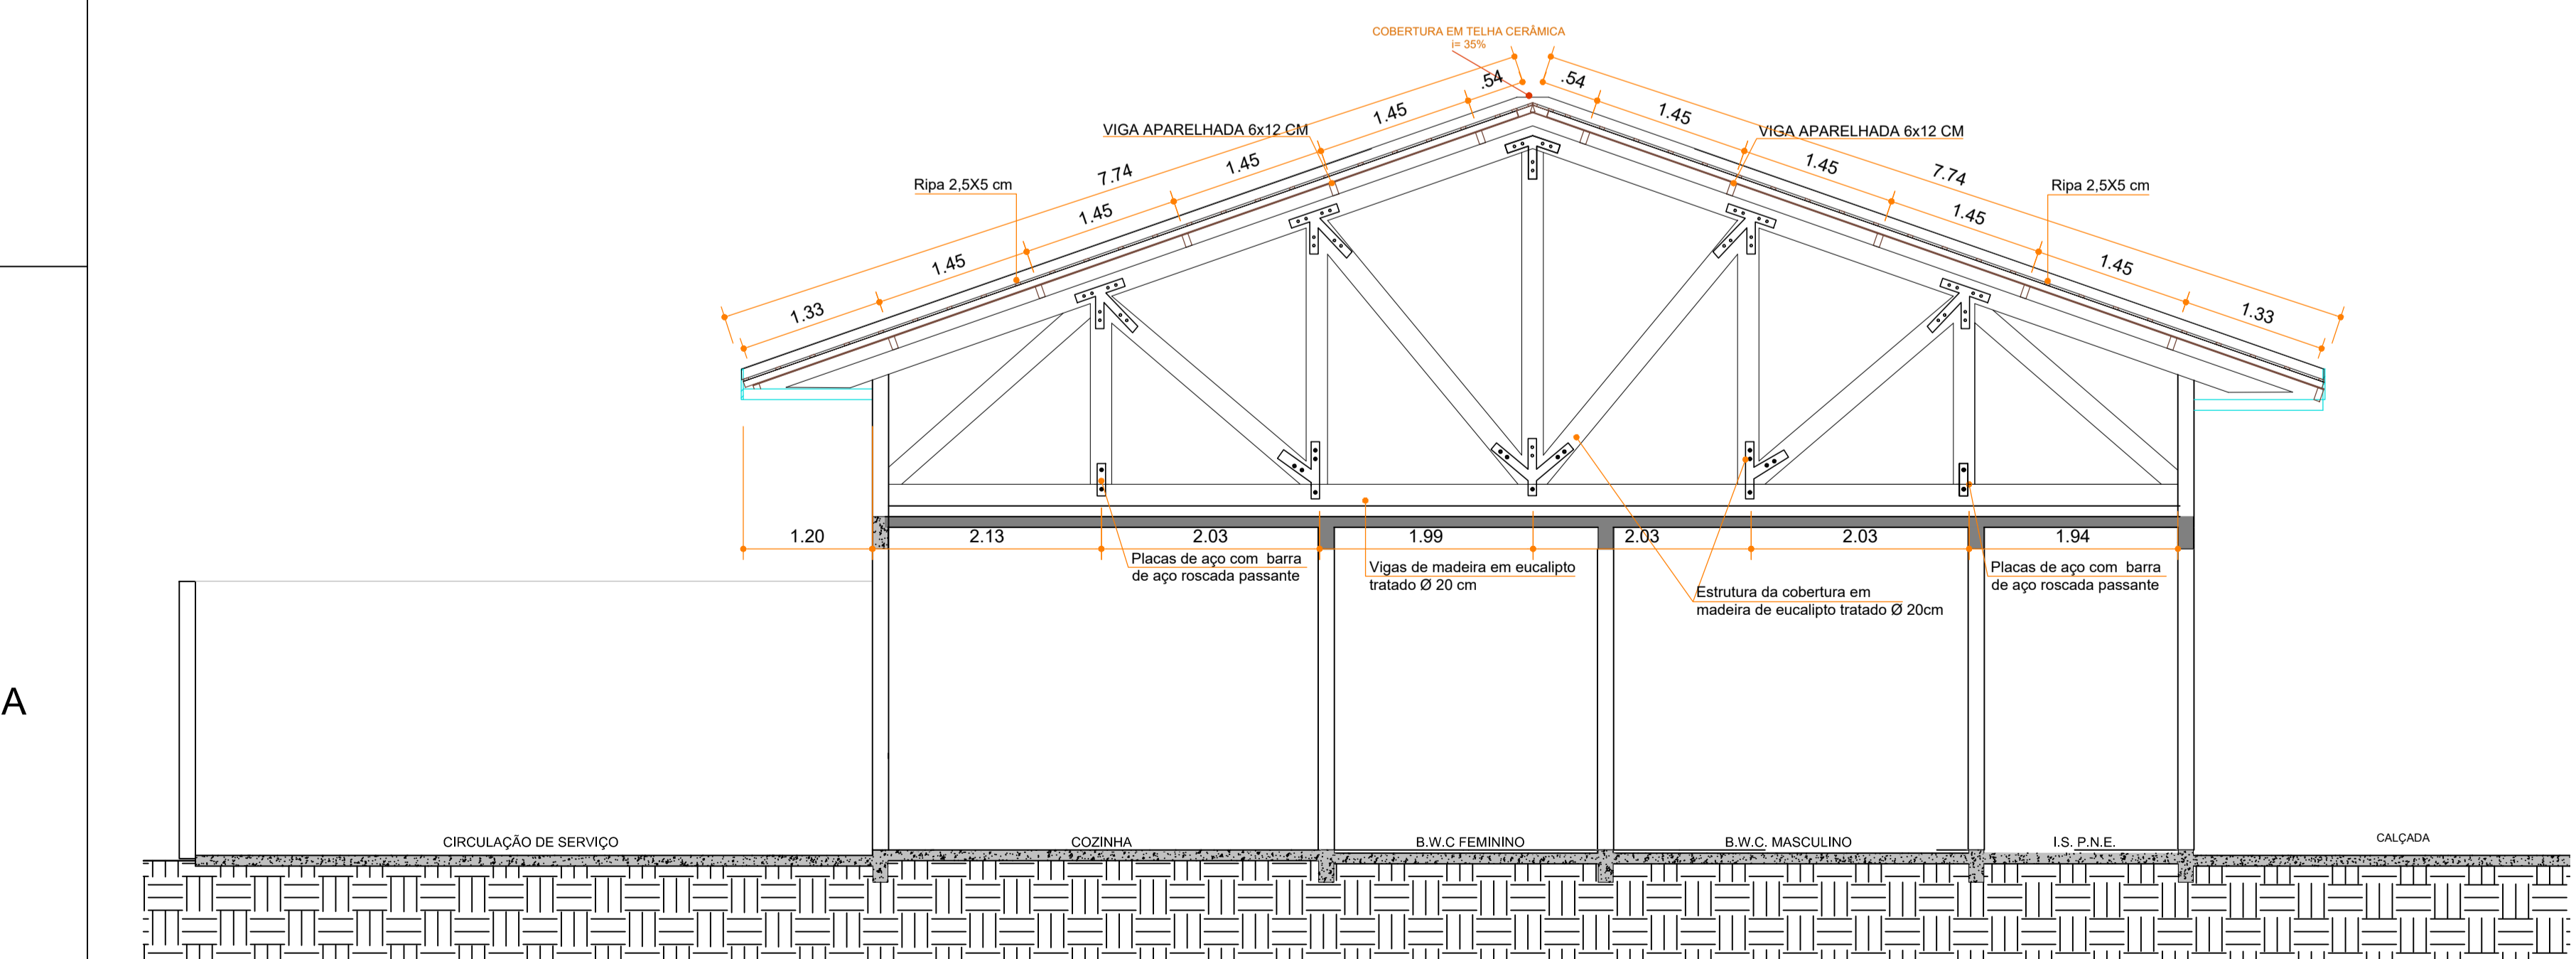 COBERTURA EM TELHA CERÂMICA
i= 35%
.54
.54
1.45
1.45
VIGA APARELHADA 6x12 CM
VIGA APARELHADA 6x12 CM
1.45
1.45
7.74
7.74
Ripa 2,5X5 cm
Ripa 2,5X5 cm
1.45
1.45
1.45
1.45
1.33
1.33
1.20
2.13
2.03
1.99
2.03
2.03
1.94
Placas de aço com barra
de aço roscada passante
Vigas de madeira em eucalipto
tratado Ø 20 cm
Estrutura da cobertura em
madeira de eucalipto tratado Ø 20cm
Placas de aço com barra
de aço roscada passante
A
CIRCULAÇÃO DE SERVIÇO
COZINHA
B.W.C FEMININO
B.W.C. MASCULINO
I.S. P.N.E.
CALÇADA